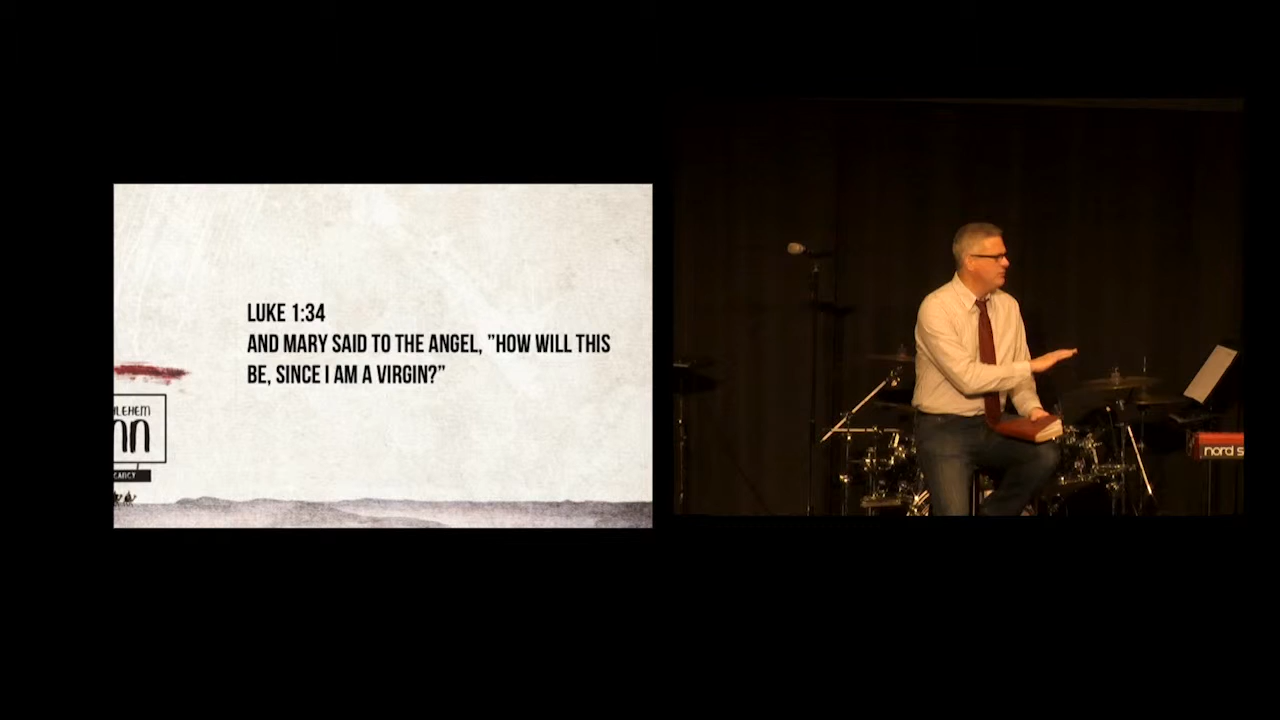 LUKE 1:34
AND MARY SAID TO THE ANGEL, ”HOW WILL THIS
BE, SINCE I AM A VIRGIN?”
nord s